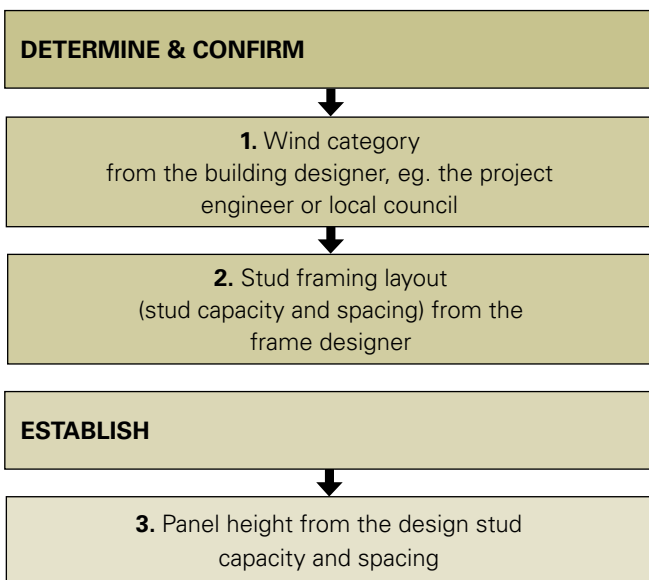 DETERMINE & CONFIRM
1. Wind category
from the building designer, eg. the project
engineer or local council
2. Stud framing layout
(stud capacity and spacing) from the
frame designer
ESTABLISH
3. Panel height from the design stud
capacity and spacing